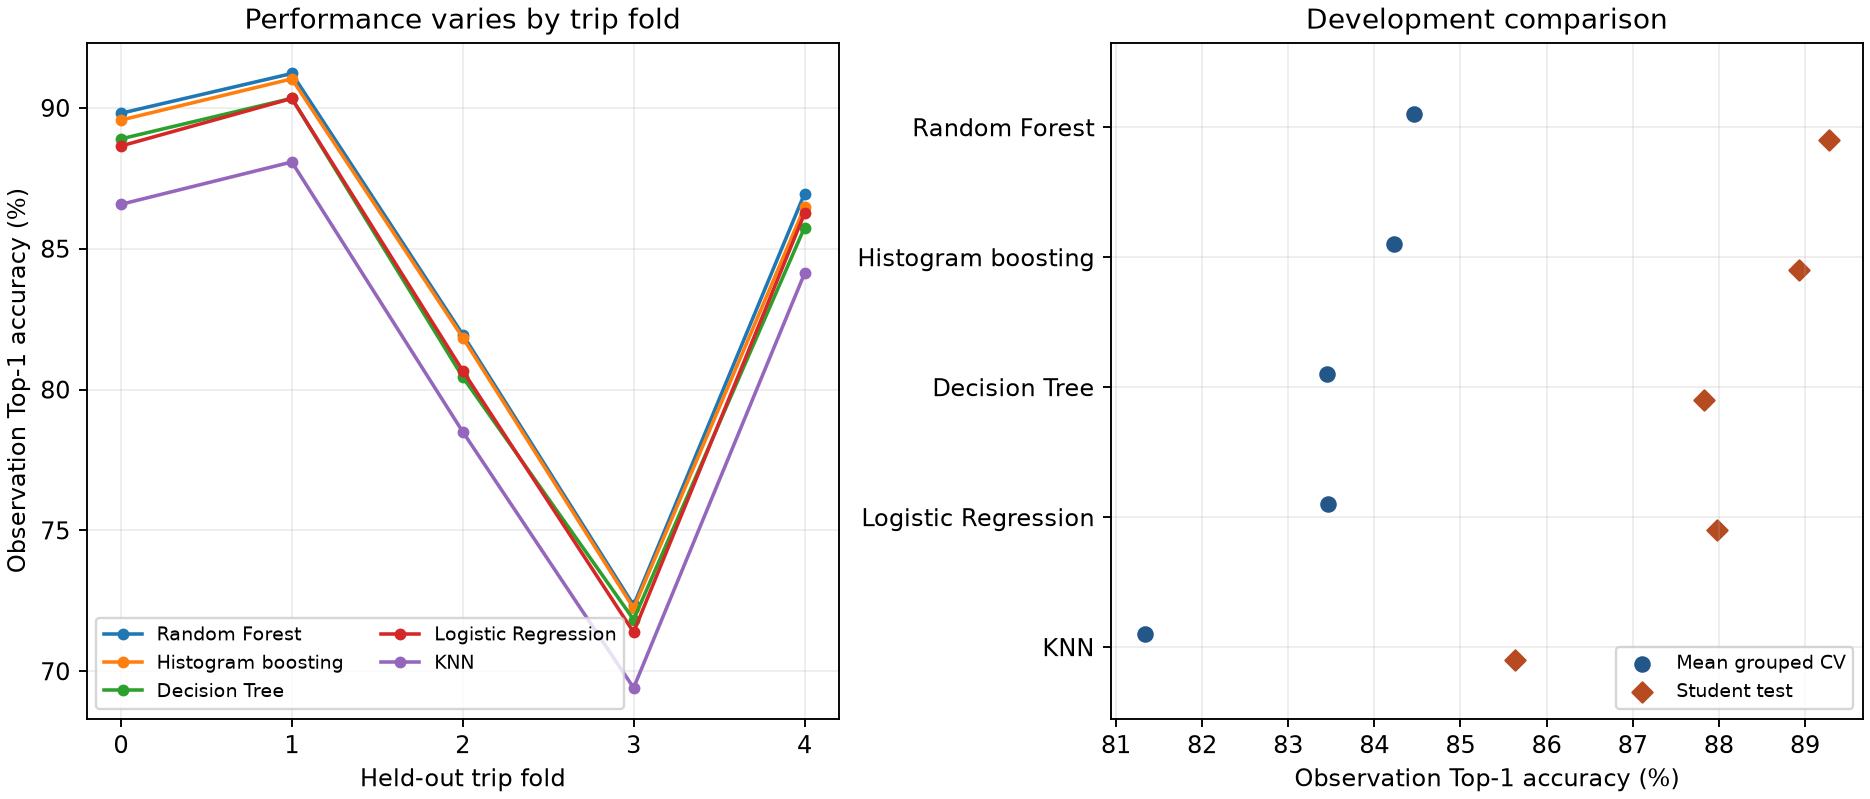 Performance varies by trip fold
Observation Top-1 accuracy (%)
90
85
80
75
70
Random Forest
Histogram boosting
Decision Tree
Logistic Regression
KNN
0 1 2 3 4
Held-out trip fold
Development comparison
Random Forest
Histogram boosting
Decision Tree
Logistic Regression
KNN
Mean grouped CV
Student test
81 82 83 84 85 86 87 88 89
Observation Top-1 accuracy (%)